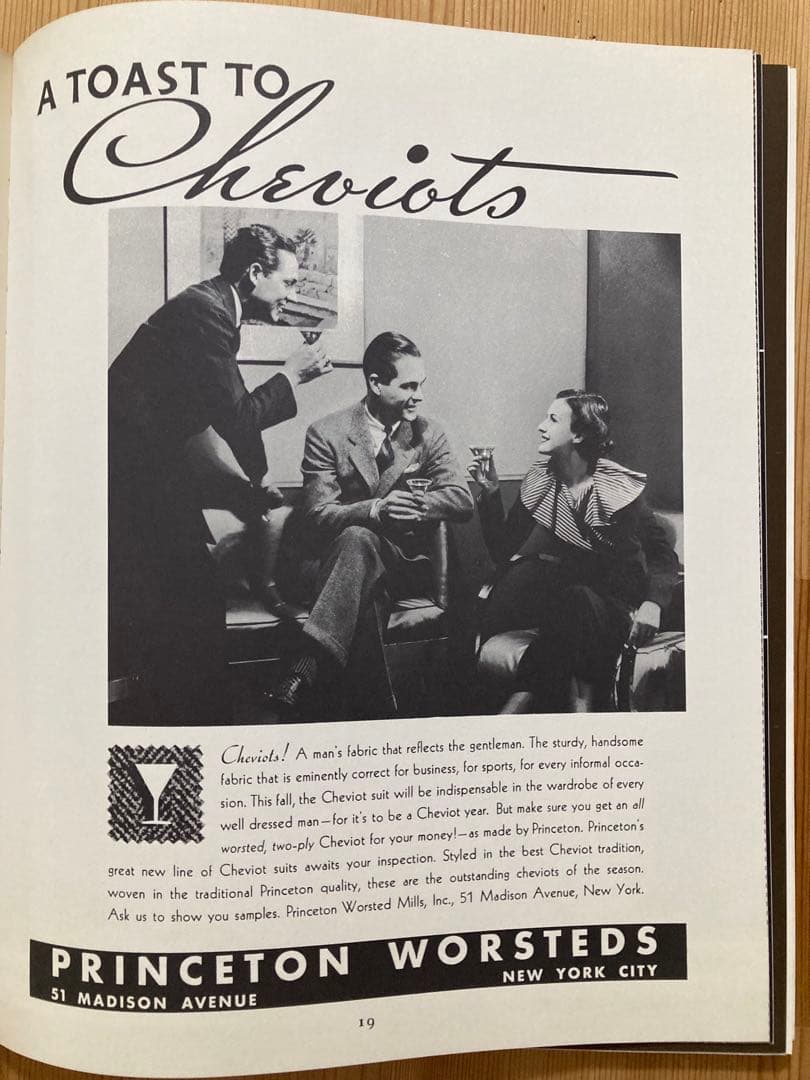 A TOAST TO
Cheviots
Cheviots! A man's fabric that reflects the gentleman. The sturdy, handsome
fabric that is eminently correct for business, for sports, for every informal occa-
sion. This fall, the Cheviot suit will be indispensable in the wardrobe of every
well dressed man—for it's to be a Cheviot year. But make sure you get an all
worsted, two-ply Cheviot for your money!—as made by Princeton. Princeton's
great new line of Cheviot suits awaits your inspection. Styled in the best Cheviot tradition,
woven in the traditional Princeton quality, these are the outstanding cheviots of the season.
Ask us to show you samples. Princeton Worsted Mills, Inc., 51 Madison Avenue, New York.
PRINCETON WORSTEDS
51 MADISON AVENUE NEW YORK CITY
19